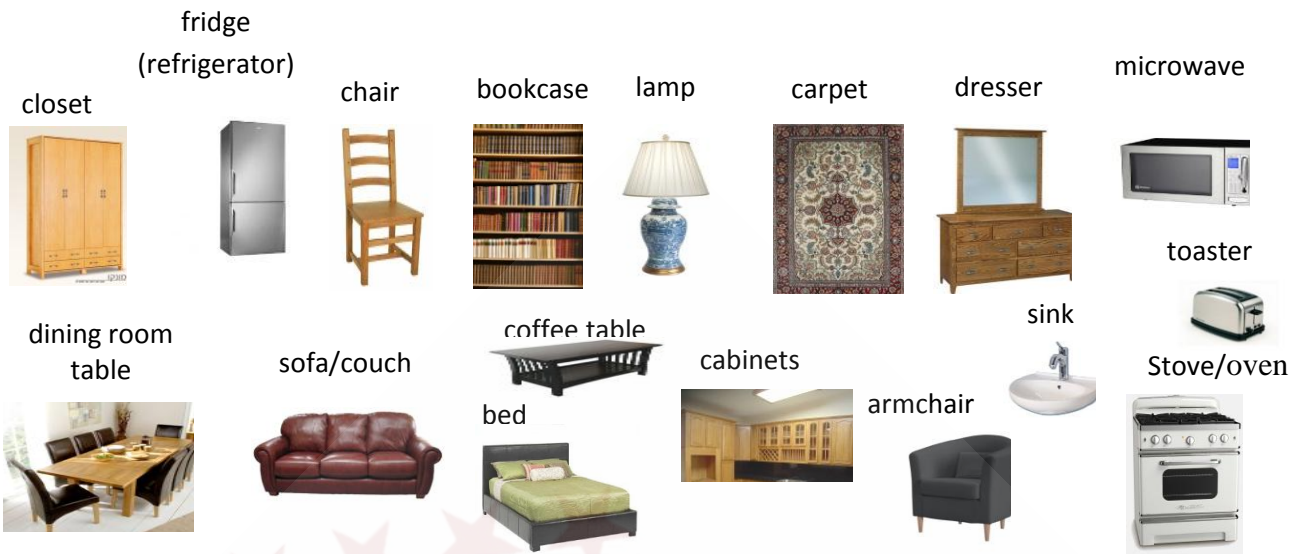 fridge
(refrigerator)
closet
chair
bookcase
lamp
carpet
dresser
microwave
toaster
dining room
table
sofa/couch
coffee table
bed
cabinets
armchair
sink
Stove/oven